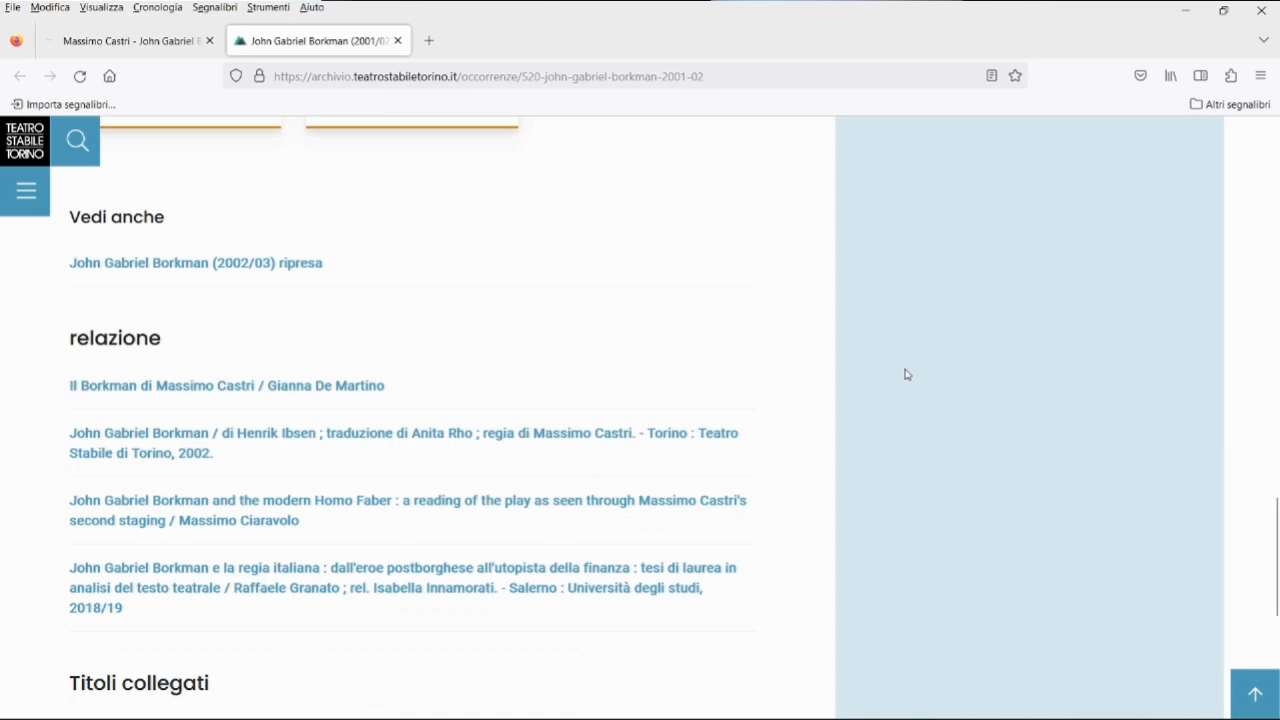 File Modifica Visualizza Cronologia Segnalibri Strumenti Aiuto
Massimo Castri - John Gabriel B
John Gabriel Borkman (2001/02
https://archivio.teatrostabiletorino.it/occorrenze/520-john-gabriel-borkman-2001-02
Importa segnalibri...
Altri segnalibri
TEATRO
STABILE
TORINO
Vedi anche
John Gabriel Borkman (2002/03) ripresa
relazione
Il Borkman di Massimo Castri / Gianna De Martino
John Gabriel Borkman / di Henrik Ibsen ; traduzione di Anita Rho ; regia di Massimo Castri. - Torino : Teatro
Stabile di Torino, 2002.
John Gabriel Borkman and the modern Homo Faber : a reading of the play as seen through Massimo Castri's
second staging / Massimo Ciaravolo
John Gabriel Borkman e la regia italiana : dall'eroe postborghese all'utopista della finanza : tesi di laurea in
analisi del testo teatrale / Raffaele Granato ; rel. Isabella Innamorati. - Salerno : Università degli studi,
2018/19
Titoli collegati